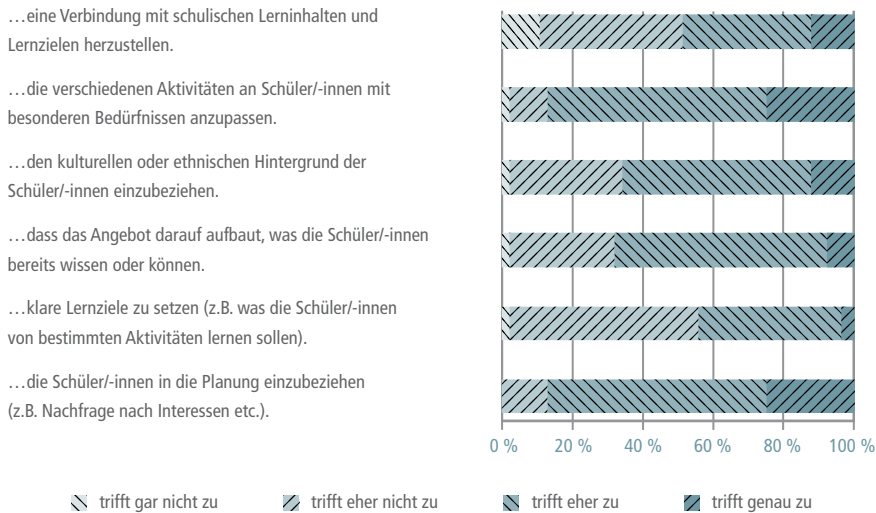 …eine Verbindung mit schulischen Lerninhalten und
Lernzielen herzustellen.
…die verschiedenen Aktivitäten an Schüler/-innen mit
besonderen Bedürfnissen anzupassen.
…den kulturellen oder ethnischen Hintergrund der
Schüler/-innen einzubeziehen.
…dass das Angebot darauf aufbaut, was die Schüler/-innen
bereits wissen oder können.
…klare Lernziele zu setzen (z.B. was die Schüler/-innen
von bestimmten Aktivitäten lernen sollen).
…die Schüler/-innen in die Planung einzubeziehen
(z.B. Nachfrage nach Interessen etc.).
0 % 20 % 40 % 60 % 80 % 100 %
trifft gar nicht zu trifft eher nicht zu trifft eher zu trifft genau zu